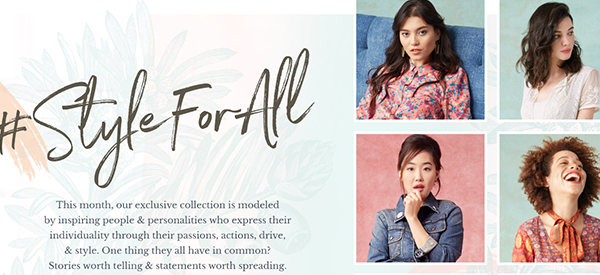 #StyleForAll
This month, our exclusive collection is modeled
by inspiring people & personalities who express their
individuality through their passions, actions, drive,
& style. One thing they all have in common?
Stories worth telling & statements worth spreading.